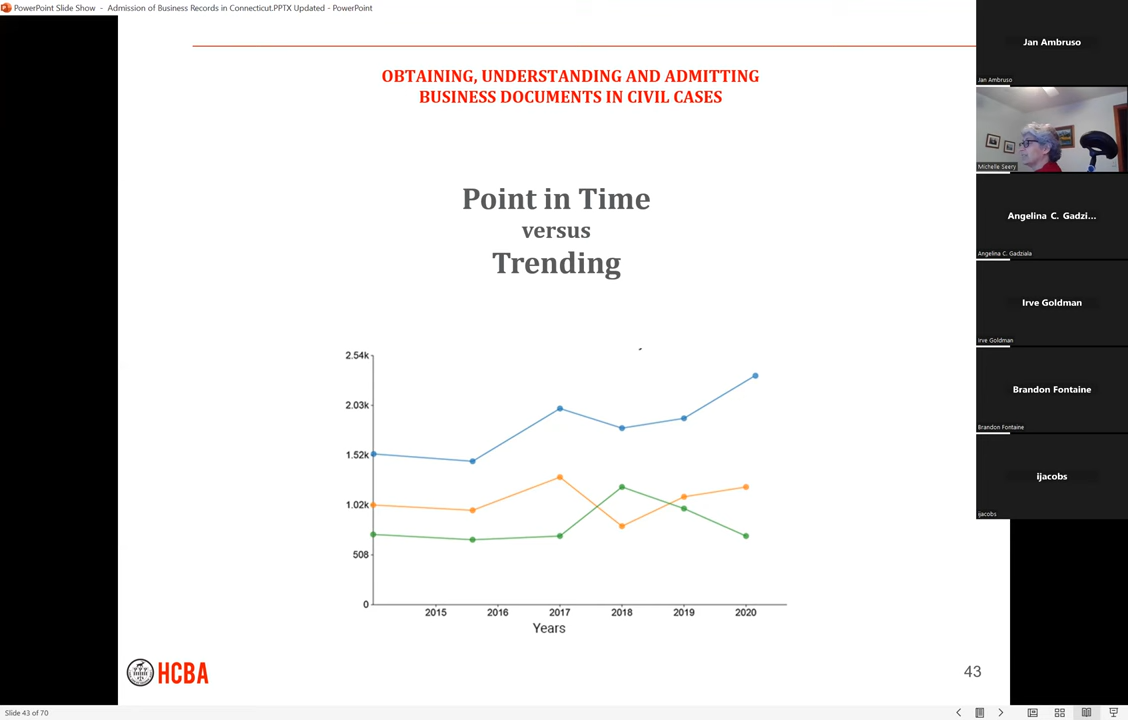 PowerPoint Slide Show - Admission of Business Records in Connecticut.PPTX Updated - PowerPoint
OBTAINING, UNDERSTANDING AND ADMITTING
BUSINESS DOCUMENTS IN CIVIL CASES
Point in Time
versus
Trending
2.54k
2.03k
1.52k
1.02k
508
0
2015 2016 2017 2018 2019 2020
Years
HCBA
43
Slide 43 of 70
Jan Ambruso
Jan Ambruso
Michelle Seery
Angelina C. Gadzi...
Angelina C. Gadziala
Irve Goldman
Irve Goldman
Brandon Fontaine
Brandon Fontaine
ijacobs
ijacobs